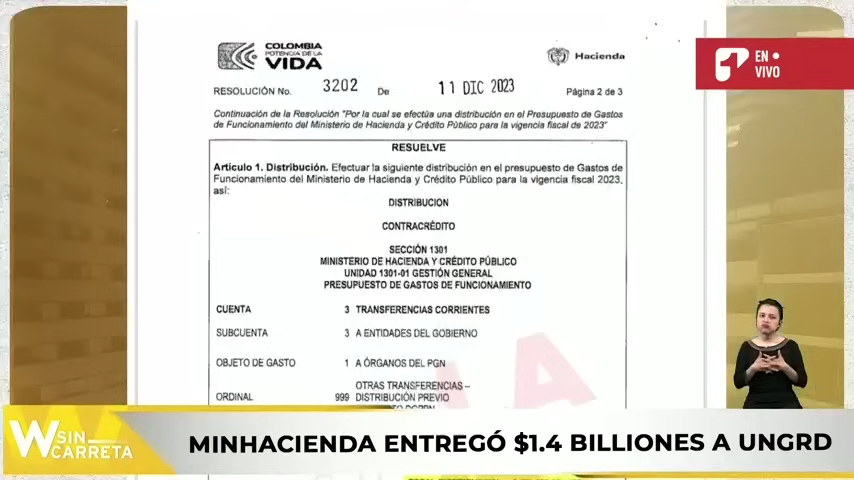 COLOMBIA
POTENCIA DE LA
VIDA
Hacienda
EN
VIVO
RESOLUCIÓN No. 3202 De 11 DIC 2023 Página 2 de 3
Continuación de la Resolución "Por la cual se efectúa una distribución en el Presupuesto de Gastos
de Funcionamiento del Ministerio de Hacienda y Crédito Público para la vigencia fiscal de 2023"
RESUELVE
Artículo 1. Distribución. Efectuar la siguiente distribución en el presupuesto de Gastos de
Funcionamiento del Ministerio de Hacienda y Crédito Público para la vigencia fiscal 2023,
así:
DISTRIBUCION
CONTRACRÉDITO
SECCIÓN 1301
MINISTERIO DE HACIENDA Y CRÉDITO PÚBLICO
UNIDAD 1301-01 GESTIÓN GENERAL
PRESUPUESTO DE GASTOS DE FUNCIONAMIENTO
CUENTA 3 TRANSFERENCIAS CORRIENTES
SUBCUENTA 3 A ENTIDADES DEL GOBIERNO
OBJETO DE GASTO 1 A ÓRGANOS DEL PGN
OTRAS TRANSFERENCIAS –
ORDINAL 999 DISTRIBUCIÓN PREVIO
W SIN
CARRETA
MINHACIENDA ENTREGÓ $1.4 BILLIONES A UNGRD